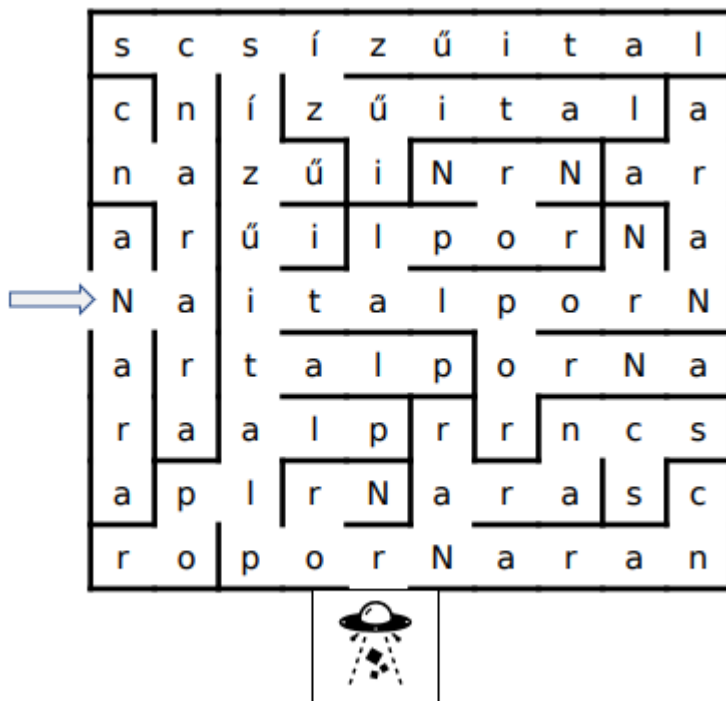 s c s í z ű i t a l
c n í z ű i t a l a
n a z ű i N r N a r
a r ű i l p o r N a
N a i t a l p o r N
a r t a l p o r N a
r a a l p r r n c s
a p l r N a r a s c
r o p o r N a r a n